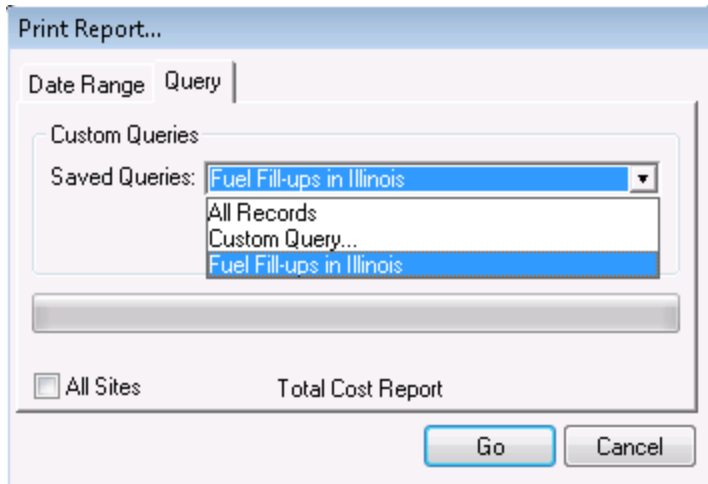 Print Report...
Date Range Query
Custom Queries
Saved Queries: Fuel Fill-ups in Illinois
All Records
Custom Query...
Fuel Fill-ups in Illinois
All Sites Total Cost Report
Go Cancel